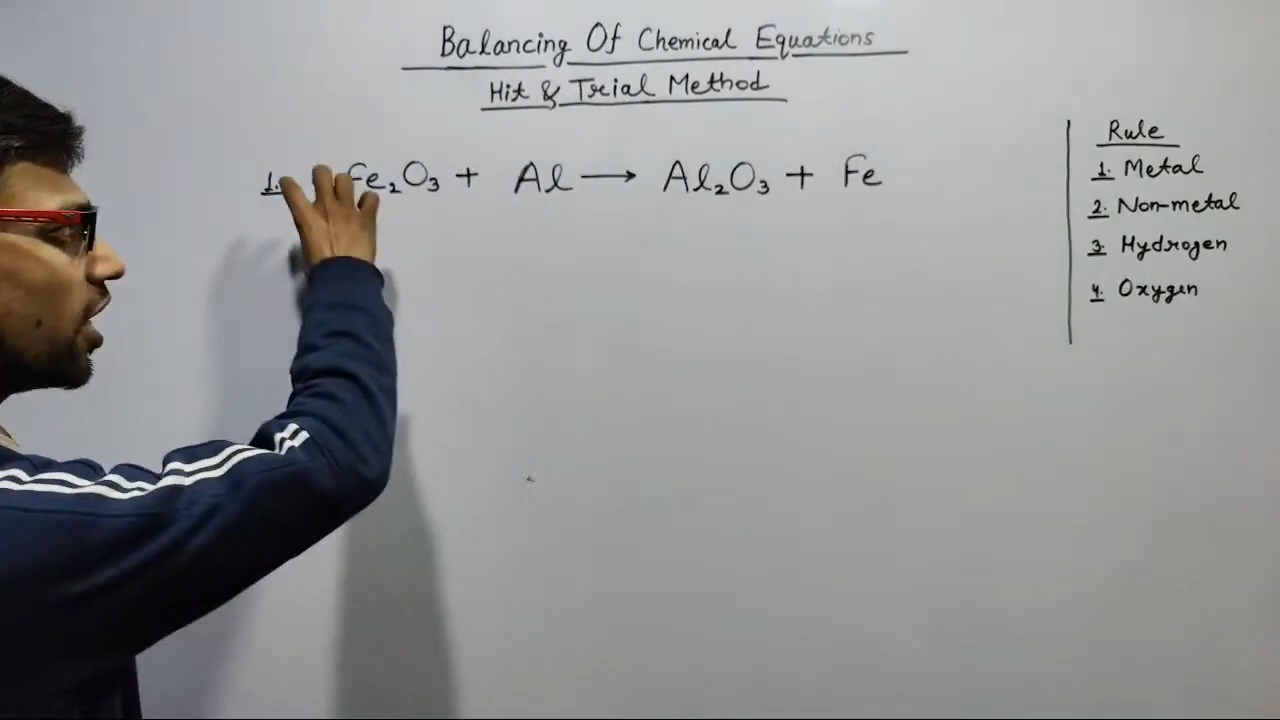 Balancing Of Chemical Equations
Hit & Trial Method
1. Fe₂O₃ + Al → Al₂O₃ + Fe
Rule
1. Metal
2. Non-metal
3. Hydrogen
4. Oxygen